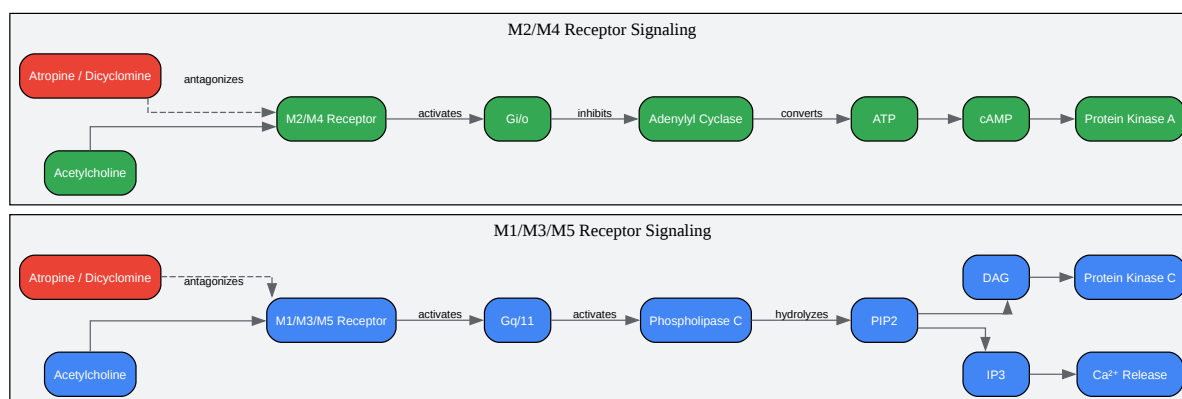 M2/M4 Receptor Signaling
Atropine / Dicyclomine
antagonizes
M2/M4 Receptor
activates
Gi/o
inhibits
Adenylyl Cyclase
converts
ATP
cAMP
Protein Kinase A
Acetylcholine
M1/M3/M5 Receptor Signaling
Atropine / Dicyclomine
antagonizes
M1/M3/M5 Receptor
activates
Gq/11
activates
Phospholipase C
hydrolyzes
PIP2
DAG
Protein Kinase C
Acetylcholine
IP3
Ca²⁺ Release